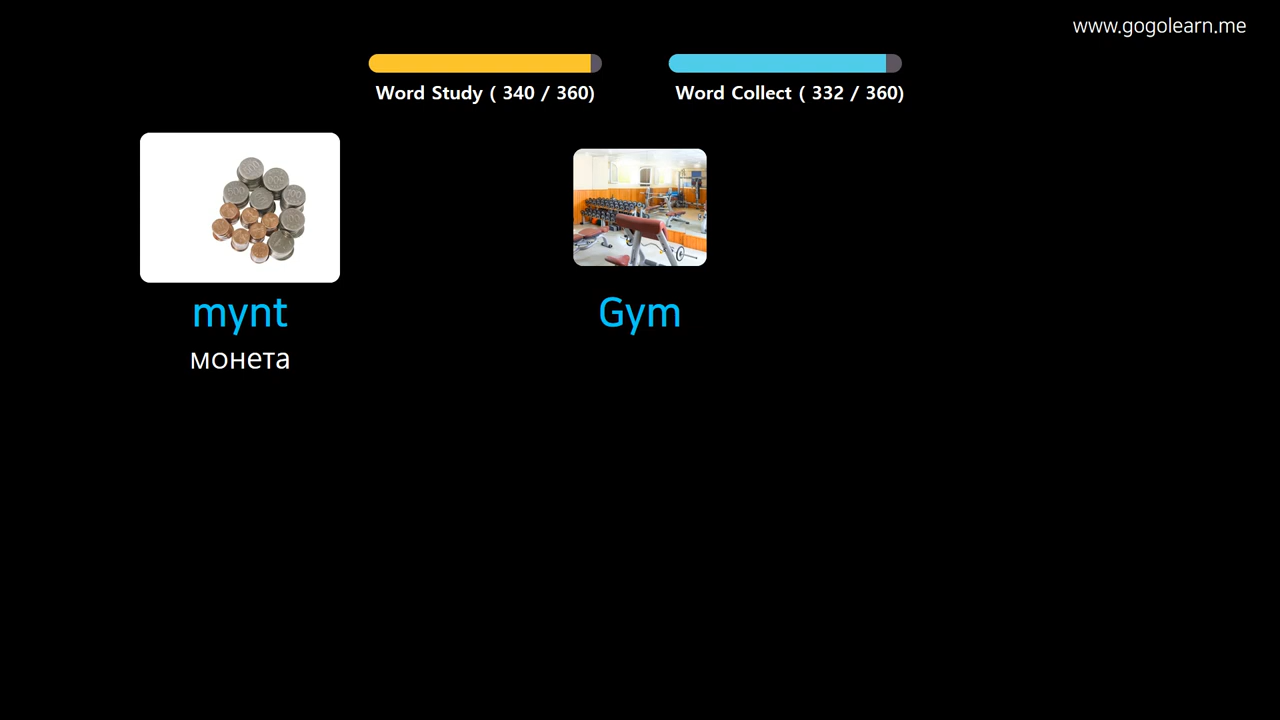 www.gogolearn.me
Word Study ( 340 / 360)
Word Collect ( 332 / 360)
mynt
монета
Gym